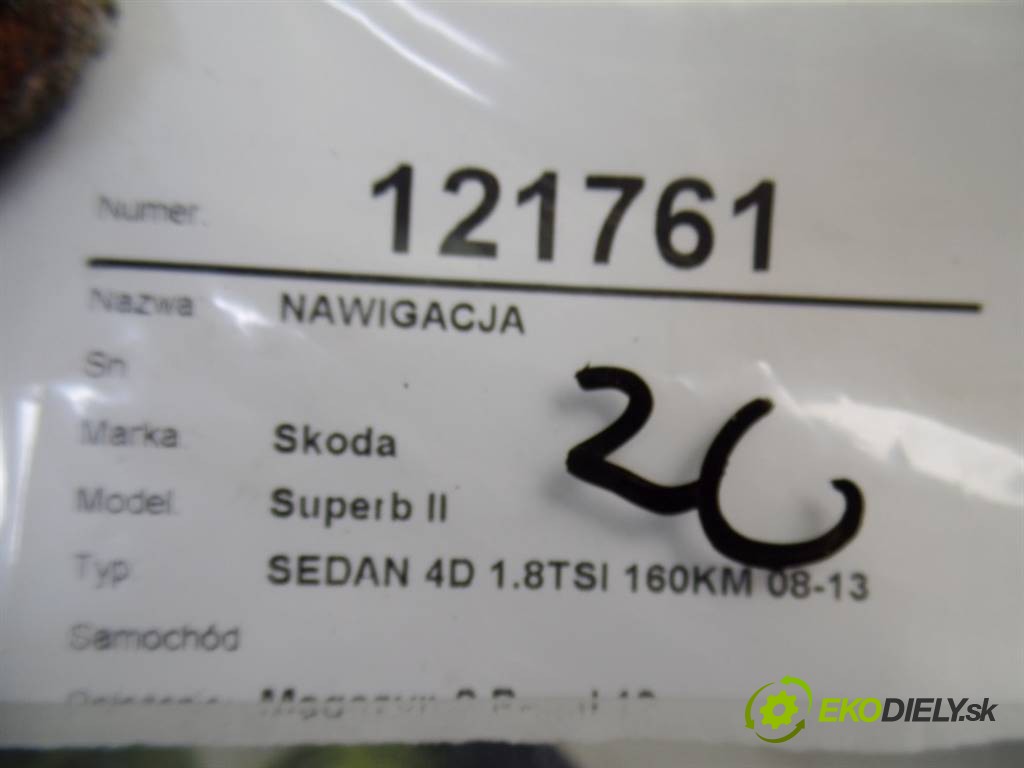 Numer. 121761
Nazwa NAWIGACJA
Sn
Marka Skoda
Model Superb II
Typ SEDAN 4D 1.8TSI 160KM 08-13
Samochód
EKODIELY.sk